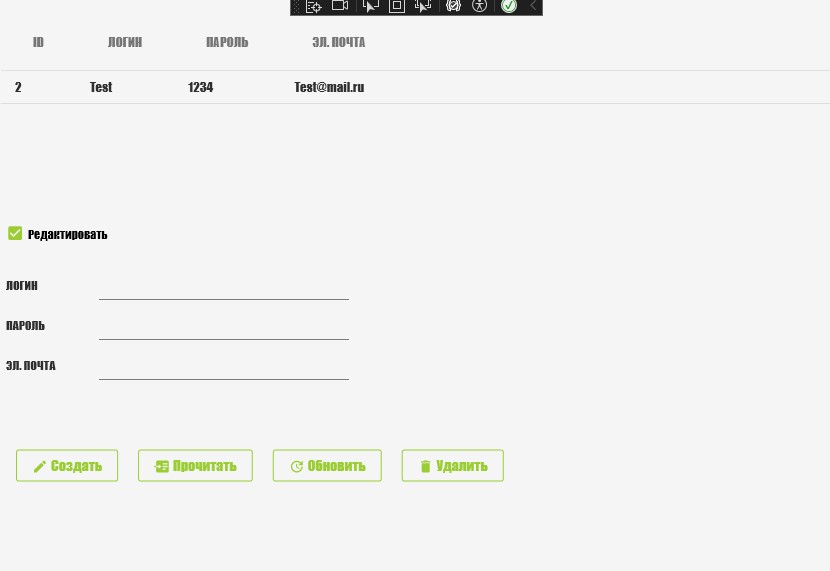 ID ЛОГИН ПАРОЛЬ ЭЛ. ПОЧТА
2 Test 1234 Test@mail.ru
Редактировать
ЛОГИН
ПАРОЛЬ
ЭЛ. ПОЧТА
Создать Прочитать Обновить Удалить